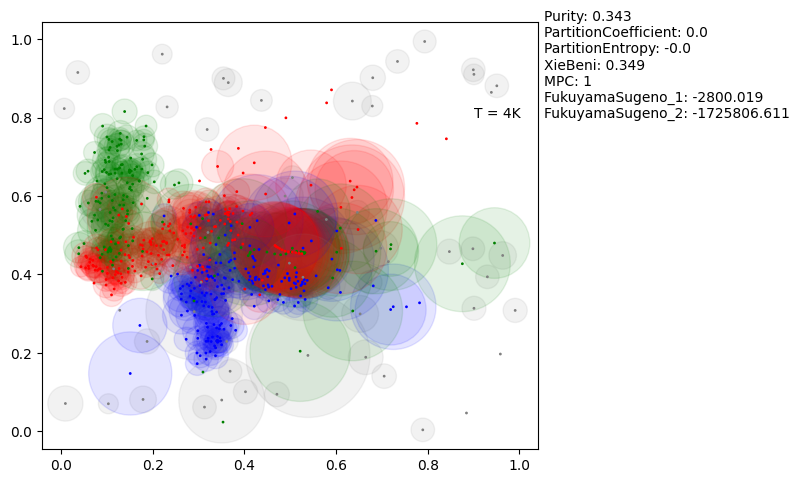 Purity: 0.343
PartitionCoefficient: 0.0
PartitionEntropy: -0.0
XieBeni: 0.349
MPC: 1
FukuyamaSugeno_1: -2800.019
FukuyamaSugeno_2: -1725806.611
T = 4K
1.0
0.8
0.6
0.4
0.2
0.0
0.0 0.2 0.4 0.6 0.8 1.0